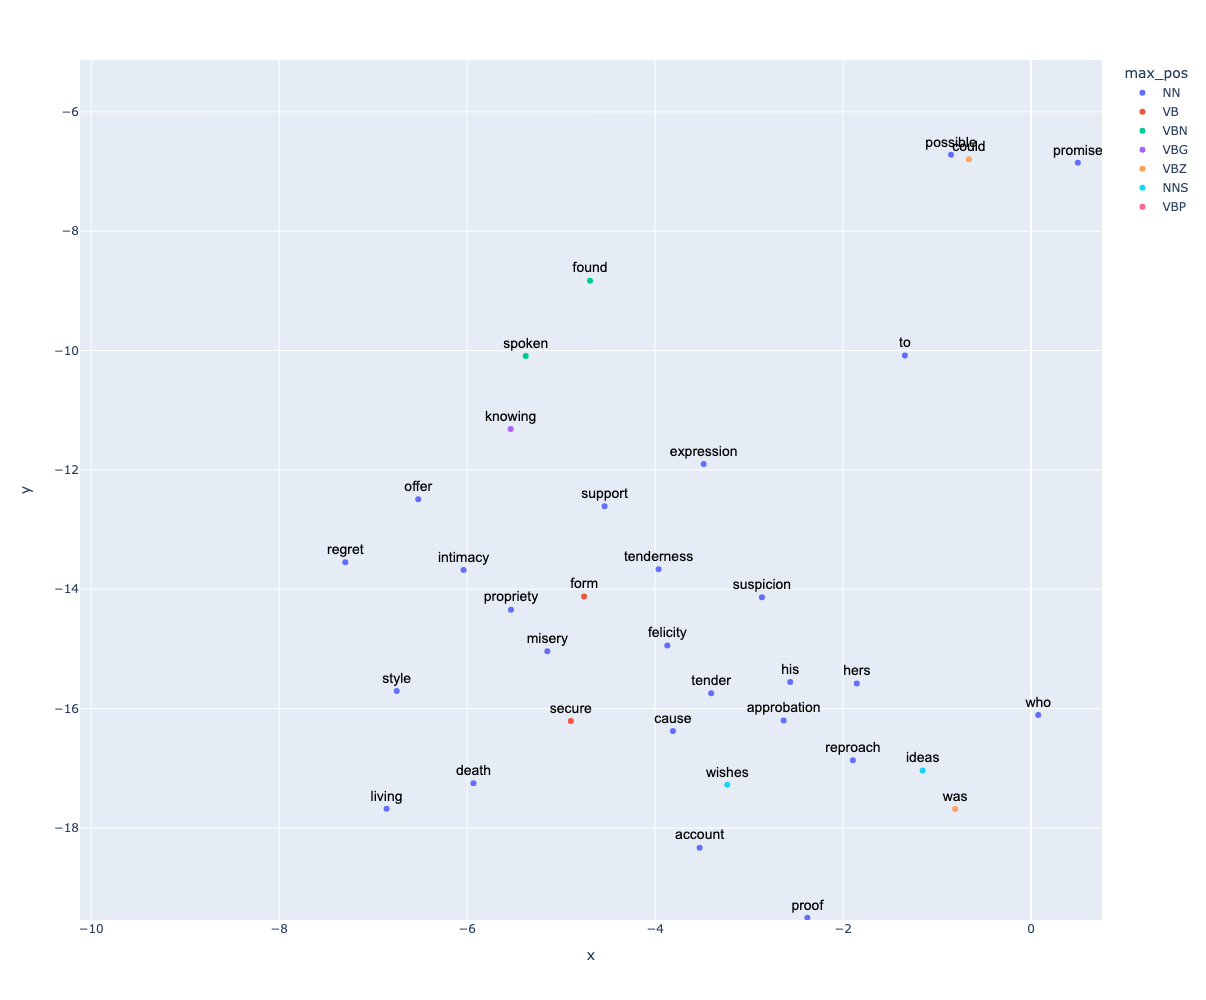 max_pos
NN
VB
VBN
VBG
VBZ
NNS
VBP
−6
−8
−10
−12
−14
−16
−18
y
possible
could
promise
found
to
spoken
knowing
expression
offer
support
regret
intimacy
tenderness
form
suspicion
propriety
misery
felicity
his
hers
style
tender
secure
approbation
who
cause
reproach
ideas
death
wishes
living
was
account
proof
−10
−8
−6
−4
−2
0
x